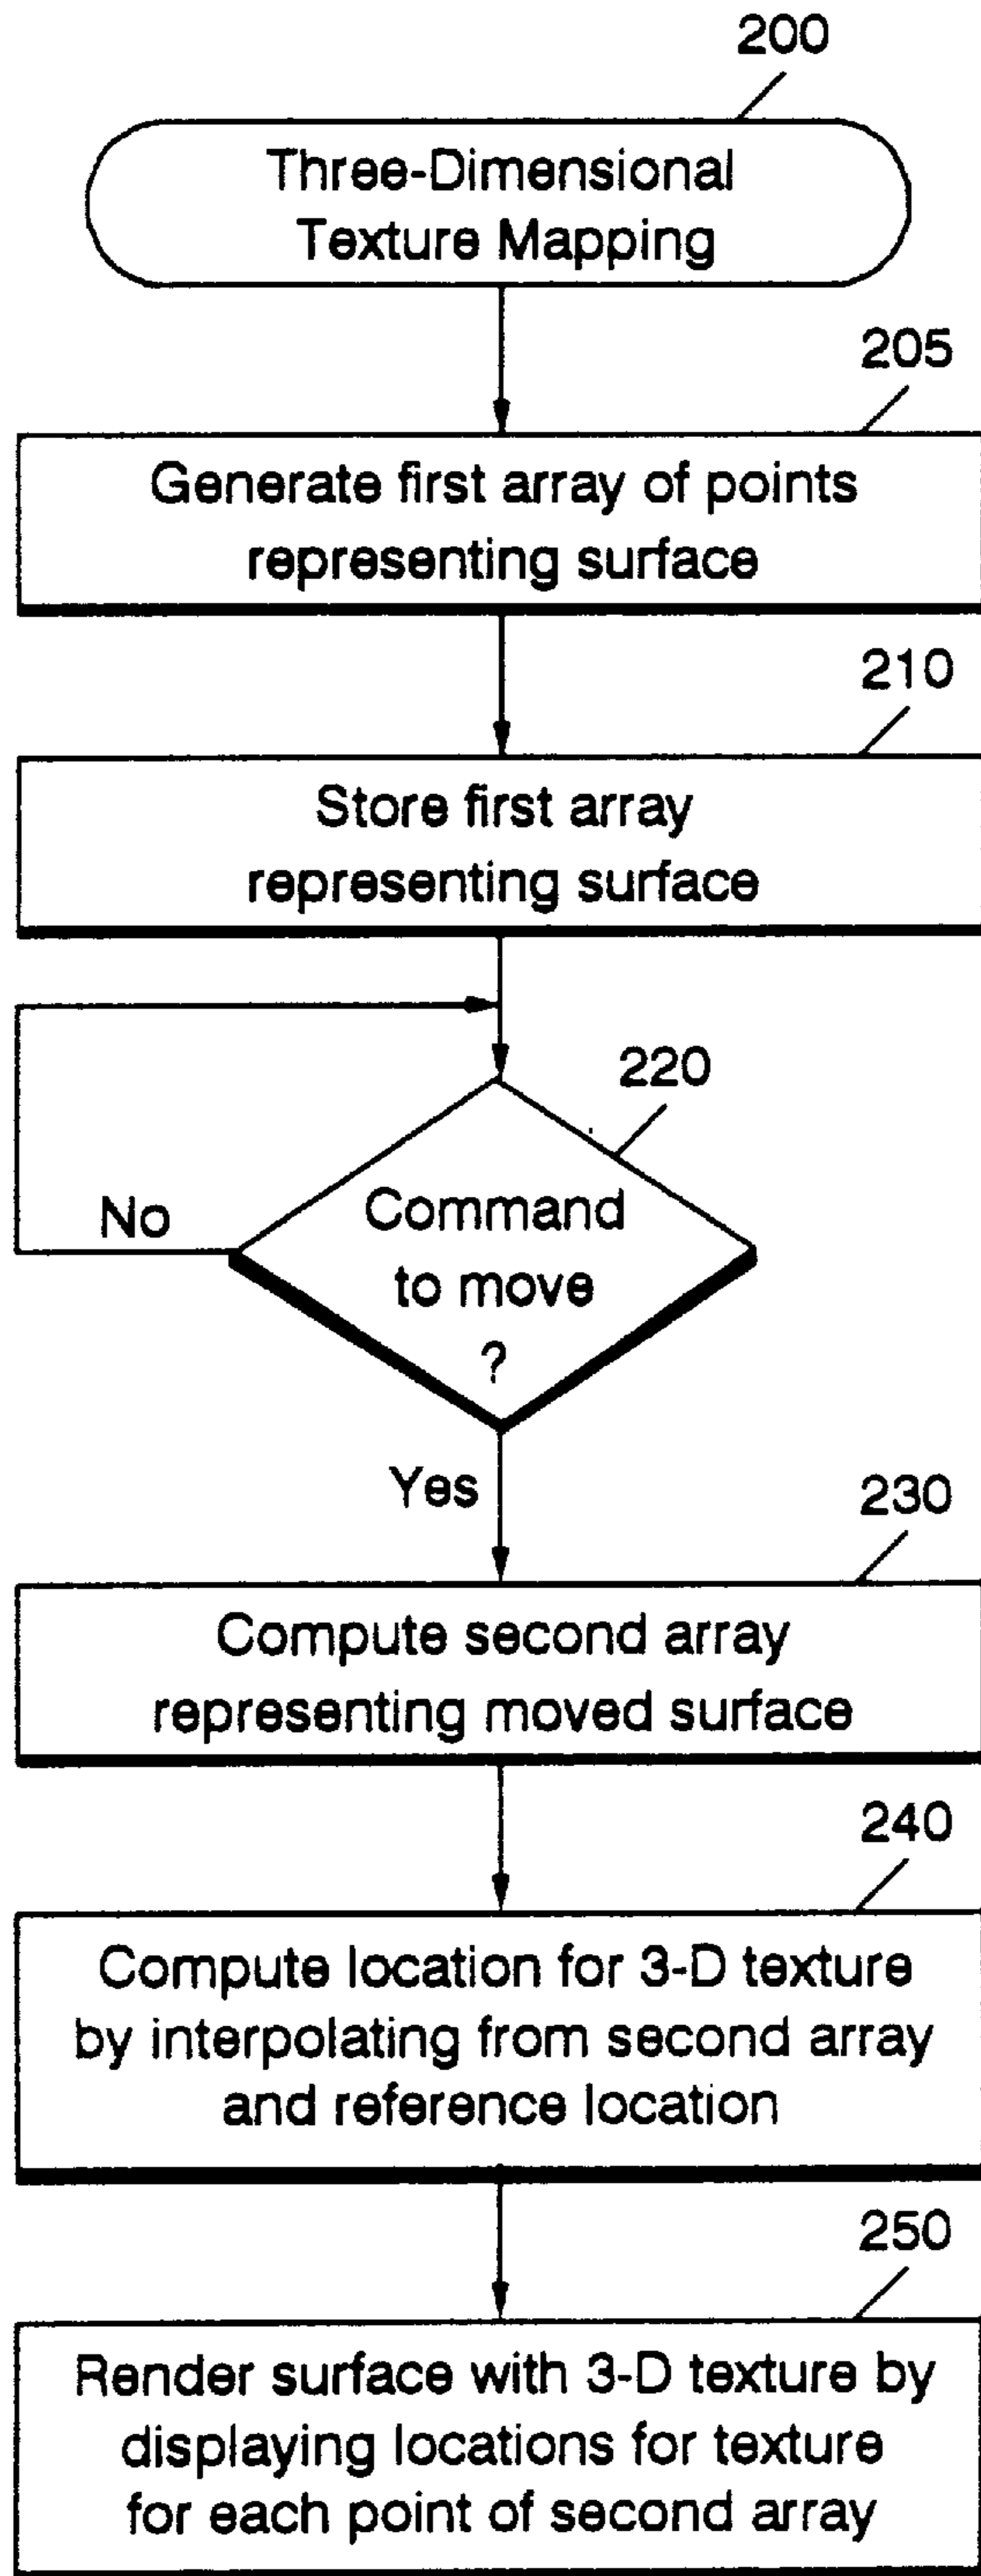 200
Three-Dimensional
Texture Mapping
205
Generate first array of points
representing surface
210
Store first array
representing surface
220
Command
to move
?
No
Yes
230
Compute second array
representing moved surface
240
Compute location for 3-D texture
by interpolating from second array
and reference location
250
Render surface with 3-D texture by
displaying locations for texture
for each point of second array